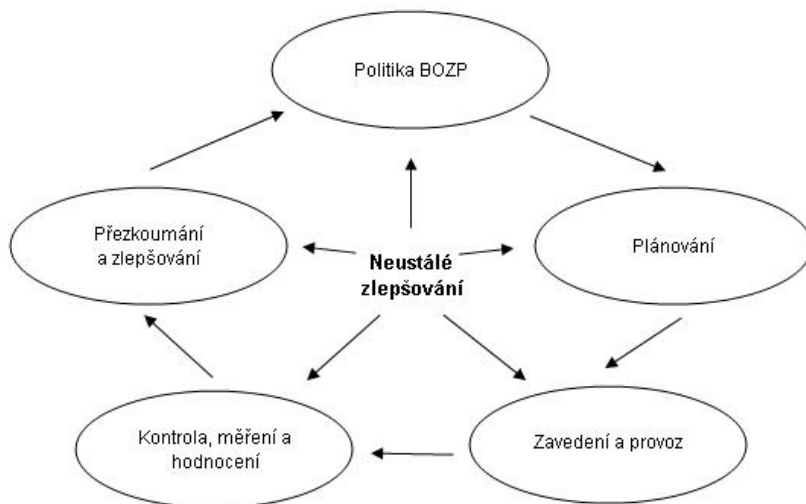 Politika BOZP
Přezkoumání
a zlepšování
Neustálé
zlepšování
Plánování
Kontrola, měření a
hodnocení
Zavedení a provoz